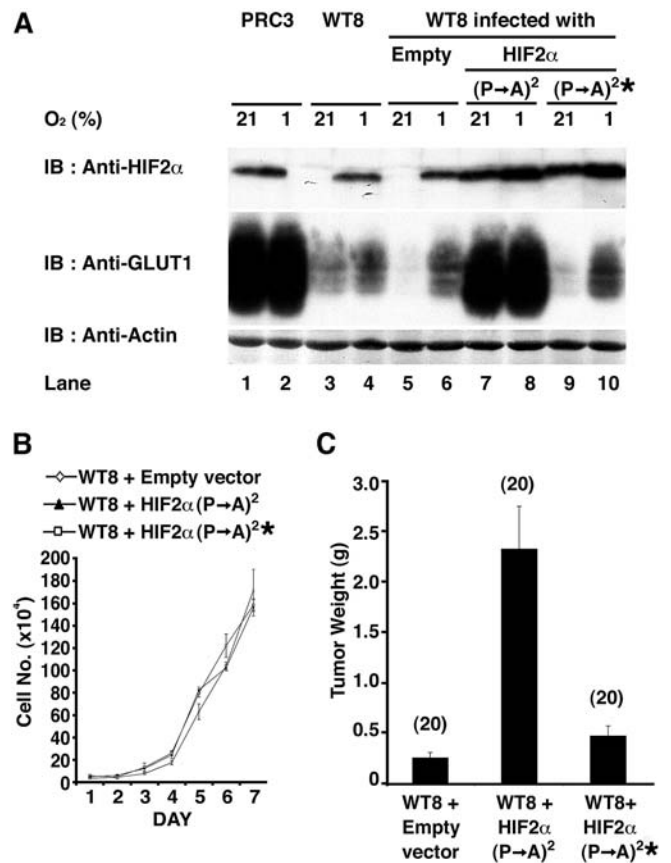 A
PRC3 WT8 WT8 infected with
Empty HIF2α
(P→A)² (P→A)²*
O₂ (%) 21 1 21 1 21 1 21 1 21 1
IB : Anti-HIF2α
IB : Anti-GLUT1
IB : Anti-Actin
Lane 1 2 3 4 5 6 7 8 9 10
B
WT8 + Empty vector
WT8 + HIF2α (P→A)²
WT8 + HIF2α (P→A)²*
Cell No. (x10⁴)
200
180
160
140
120
100
80
60
40
20
0
1 2 3 4 5 6 7
DAY
C
Tumor Weight (g)
3.0
2.5
2.0
1.5
1.0
0.5
0
(20)
(20)
(20)
WT8 + Empty vector
WT8 + HIF2α (P→A)²
WT8+ HIF2α (P→A)²*